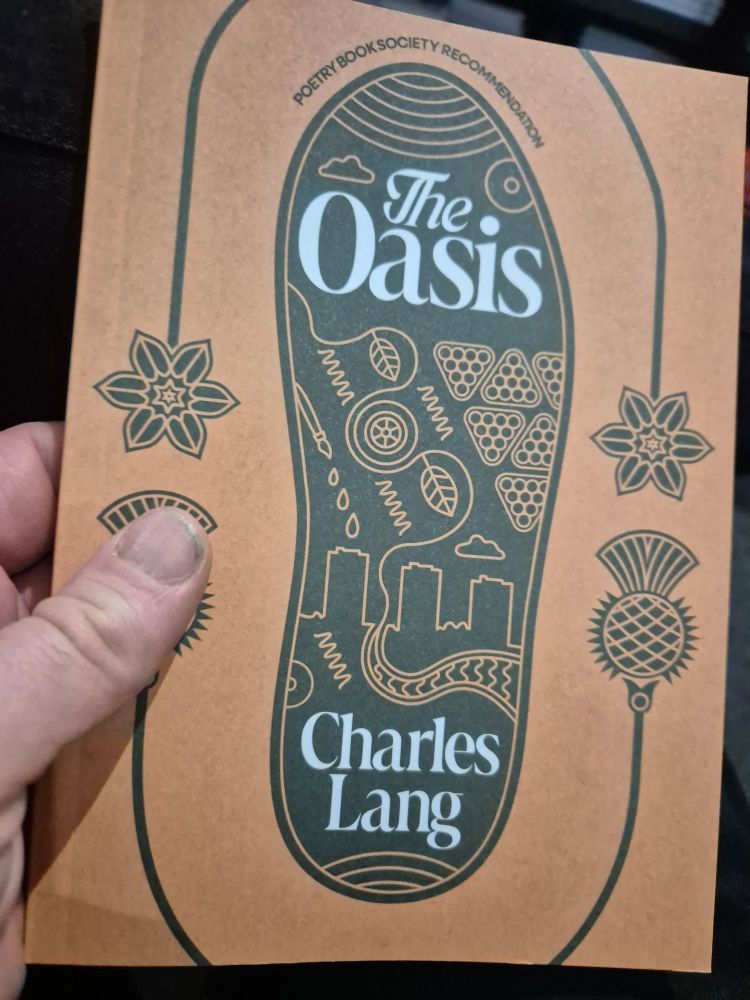 POETRY BOOK SOCIETY RECOMMENDATION
The
Oasis
Charles
Lang